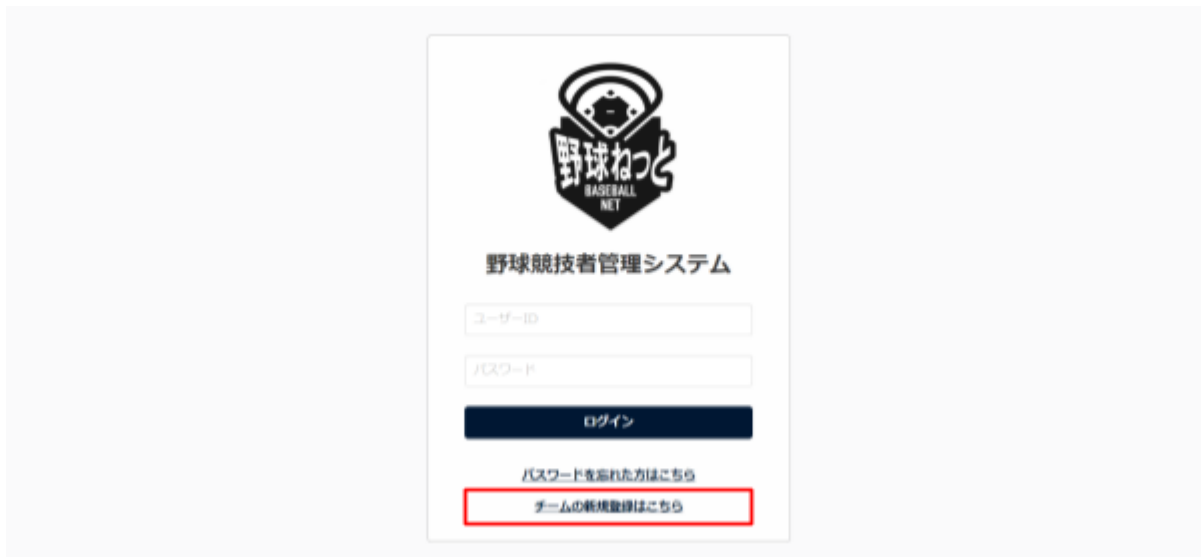 野球ねっと
BASEBALL
NET
野球競技者管理システム
ユーザーID
パスワード
ログイン
パスワードを忘れた方はこちら
チームの新規登録はこちら